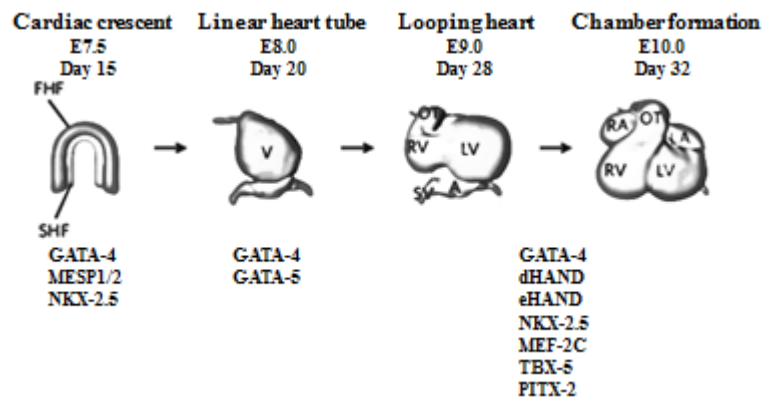 Cardiac crescent
E7.5
Day 15
Linear heart tube
E8.0
Day 20
Looping heart
E9.0
Day 28
Chamber formation
E10.0
Day 32
FHF
SHF
V
OT
RV LV
SV A
RA OT LA
RV LV
GATA-4
MESP1/2
NKX-2.5
GATA-4
GATA-5
GATA-4
dHAND
eHAND
NKX-2.5
MEF-2C
TBX-5
PITX-2